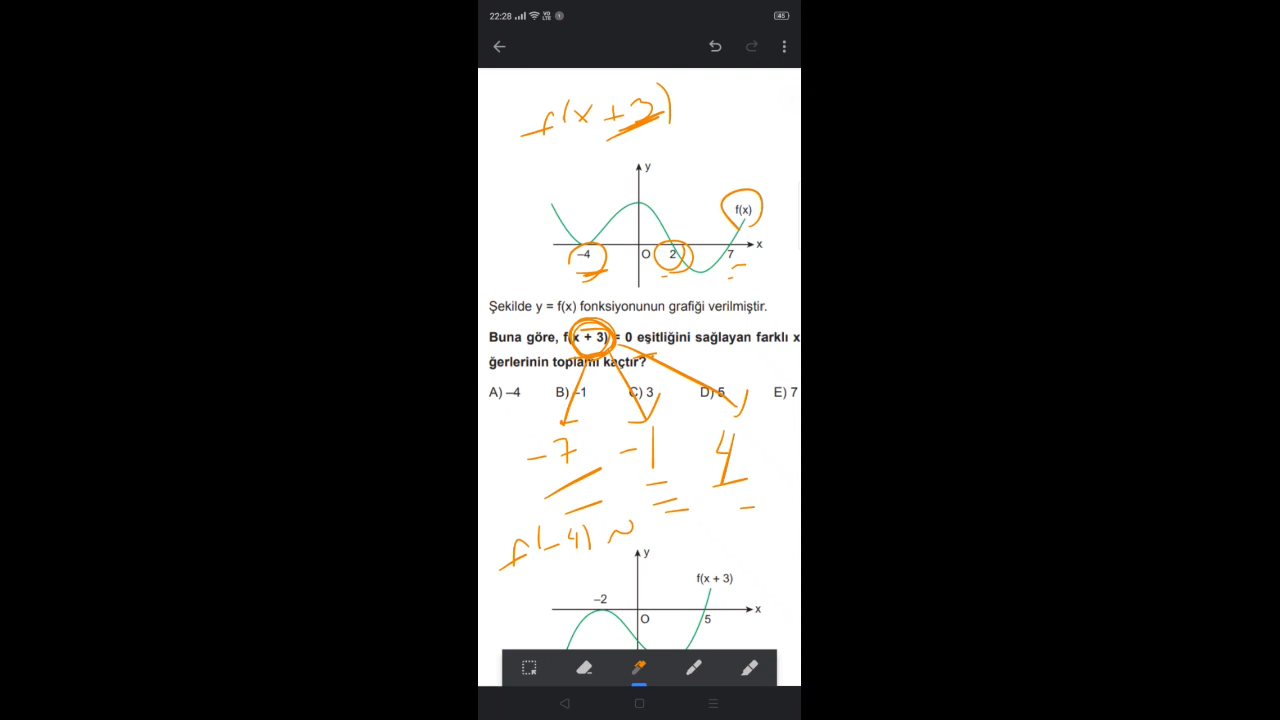 22:28
45
f(x+3)
y
f(x)
x
-4 O 2 7
Şekilde y = f(x) fonksiyonunun grafiği verilmiştir.
Buna göre, f(x + 3) = 0 eşitliğini sağlayan farklı x
ğerlerinin toplamı kaçtır?
A) –4 B) –1 C) 3 D) 5 E) 7
-7 -1 4
f(-4) ~
y
f(x + 3)
–2
x
O 5